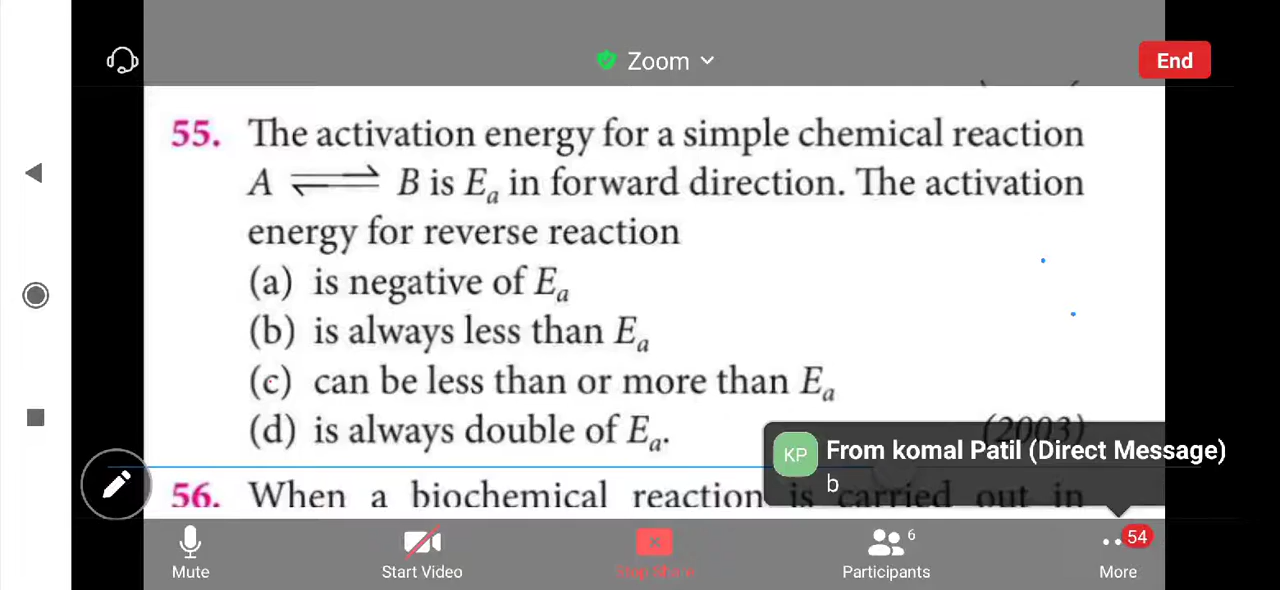 Zoom
End
55. The activation energy for a simple chemical reaction
A ⇌ B is Eₐ in forward direction. The activation
energy for reverse reaction
(a) is negative of Eₐ
(b) is always less than Eₐ
(c) can be less than or more than Eₐ
(d) is always double of Eₐ. (2003)
KP From komal Patil (Direct Message)
b
56. When a biochemical reaction is carried out in
6
54
Mute
Start Video
Stop Share
Participants
More